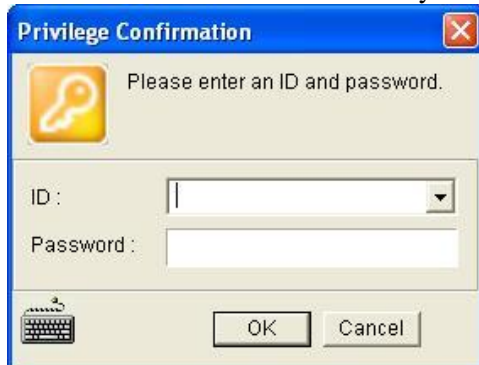 Privilege Confirmation
Please enter an ID and password.
ID :
Password :
OK Cancel